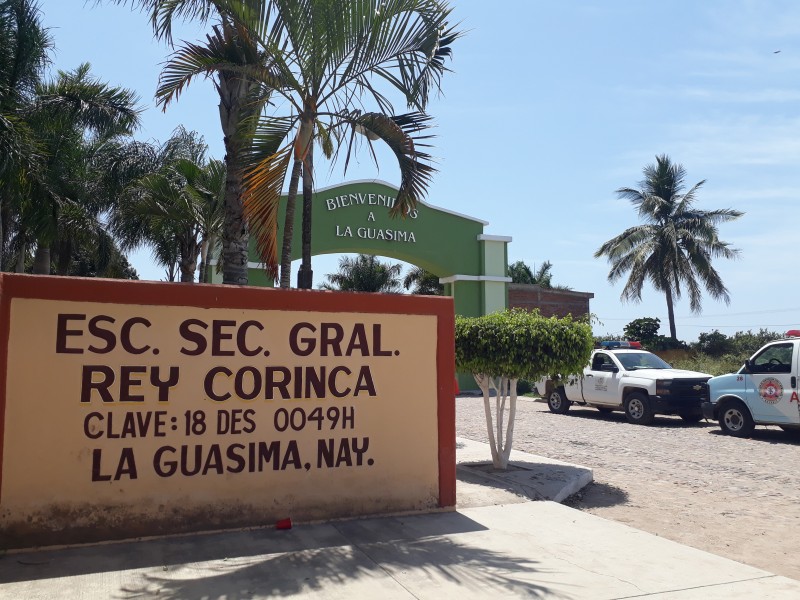 BIENVENIDOS
A
LA GUASIMA
ESC. SEC. GRAL.
REY CORINCA
CLAVE: 18 DES 0049H
LA GUASIMA, NAY.